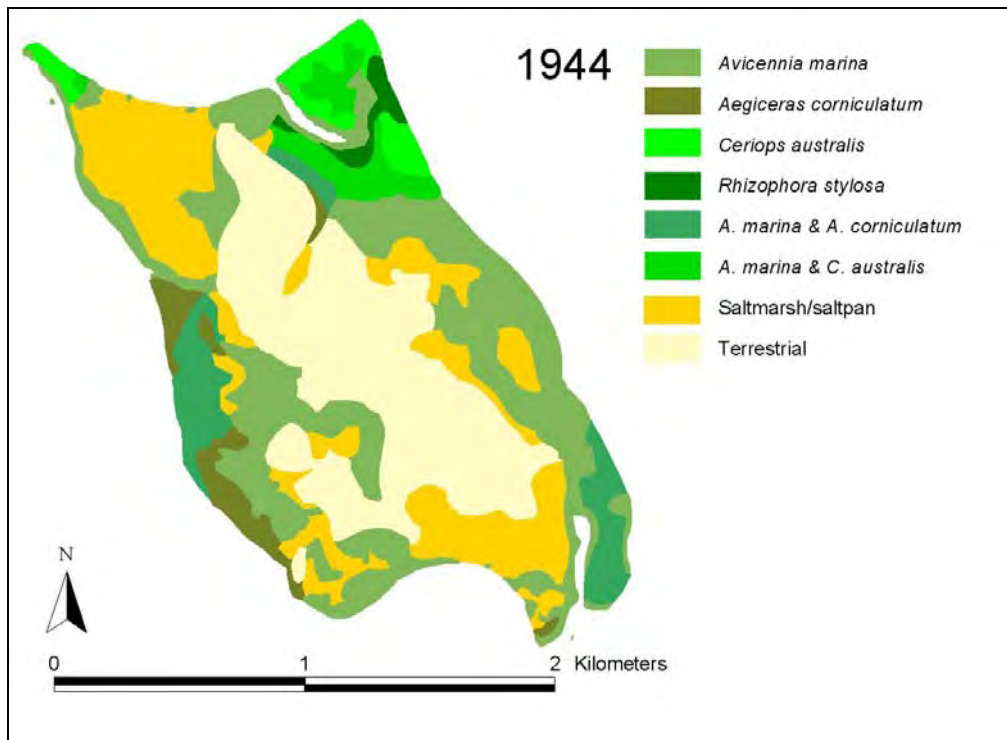 1944
Avicennia marina
Aegiceras corniculatum
Ceriops australis
Rhizophora stylosa
A. marina & A. corniculatum
A. marina & C. australis
Saltmarsh/saltpan
Terrestrial
N
0 1 2 Kilometers